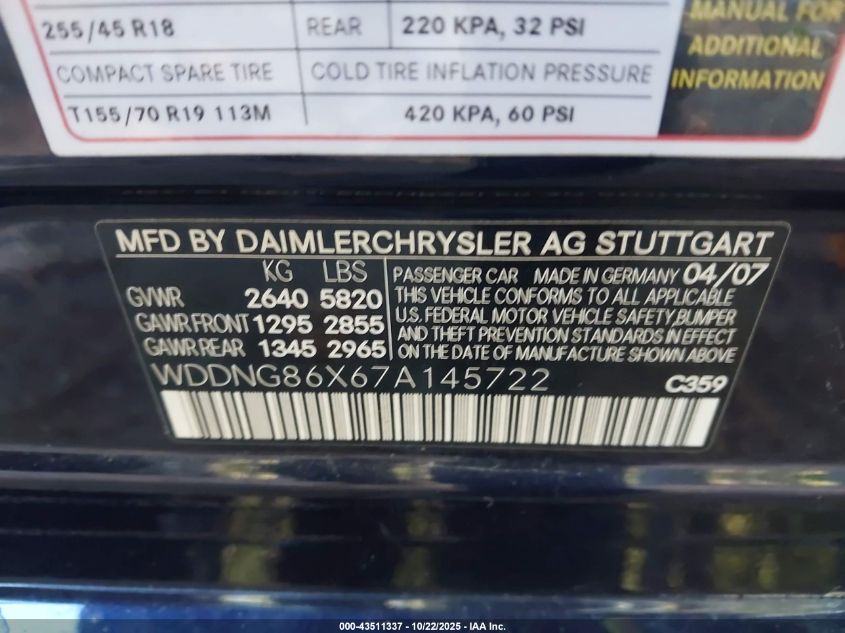 255/45 R18 REAR 220 KPA, 32 PSI
MANUAL FOR
ADDITIONAL
INFORMATION
COMPACT SPARE TIRE COLD TIRE INFLATION PRESSURE
T155/70 R19 113M 420 KPA, 60 PSI
MFD BY DAIMLERCHRYSLER AG STUTTGART
KG LBS
GVWR 2640 5820
GAWR FRONT 1295 2855
GAWR REAR 1345 2965
PASSENGER CAR MADE IN GERMANY 04/07
THIS VEHICLE CONFORMS TO ALL APPLICABLE
U.S. FEDERAL MOTOR VEHICLE SAFETY, BUMPER
AND THEFT PREVENTION STANDARDS IN EFFECT
ON THE DATE OF MANUFACTURE SHOWN ABOVE.
WDDNG86X67A145722 C359
000-43511337 - 10/22/2025 - IAA Inc.